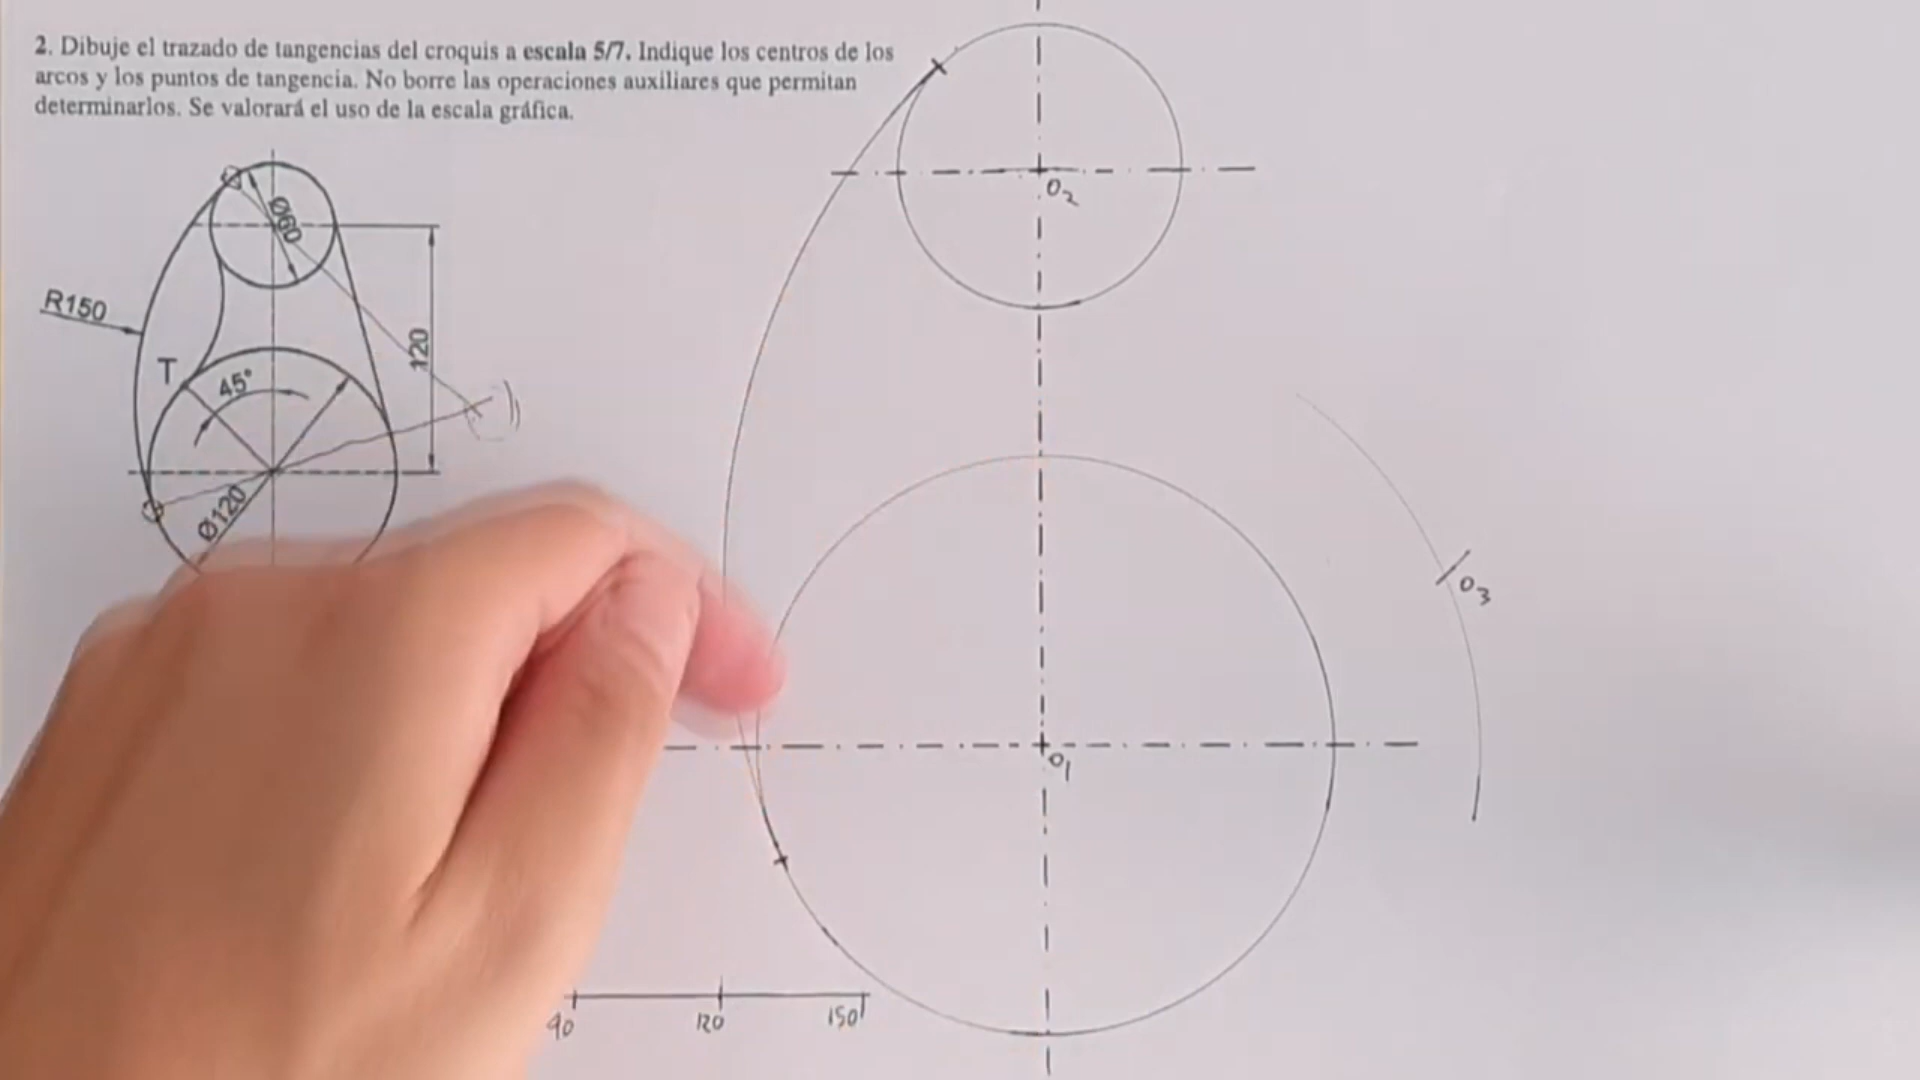 2. Dibuje el trazado de tangencias del croquis a escala 5/7. Indique los centros de los
arcos y los puntos de tangencia. No borre las operaciones auxiliares que permitan
determinarlos. Se valorará el uso de la escala gráfica.
Ø60
R150
120
T
45°
Ø120
O2
O3
O1
90
120
150